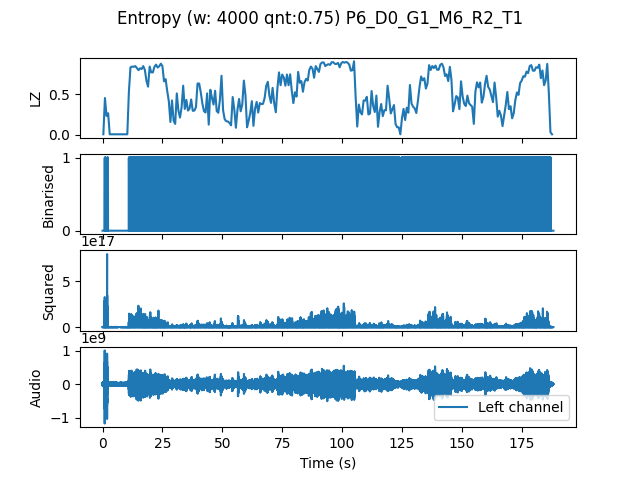 Entropy (w: 4000 qnt:0.75) P6_D0_G1_M6_R2_T1
LZ
0.5
0.0
Binarised
1
0
1e17
Squared
5
0
1e9
Audio
1
0
−1
Left channel
0 25 50 75 100 125 150 175
Time (s)